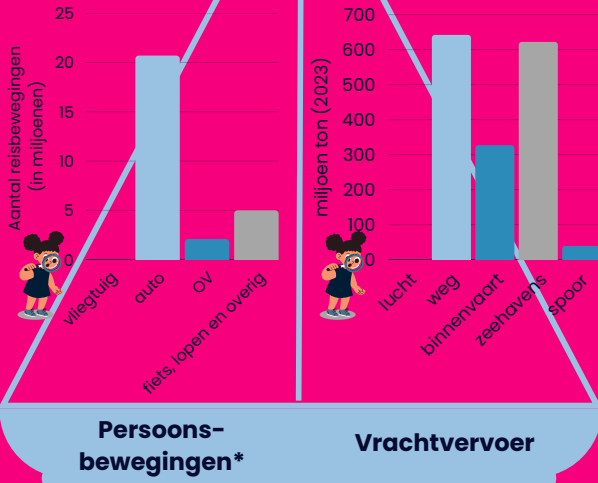 Aantal reisbewegingen
(in miljoenen)
25
20
15
10
5
0
vliegtuig
auto
OV
fiets, lopen en overig
miljoen ton (2023)
700
600
500
400
300
200
100
0
lucht
weg
binnenvaart
zeehavens
spoor
Persoons-
bewegingen*
Vrachtvervoer